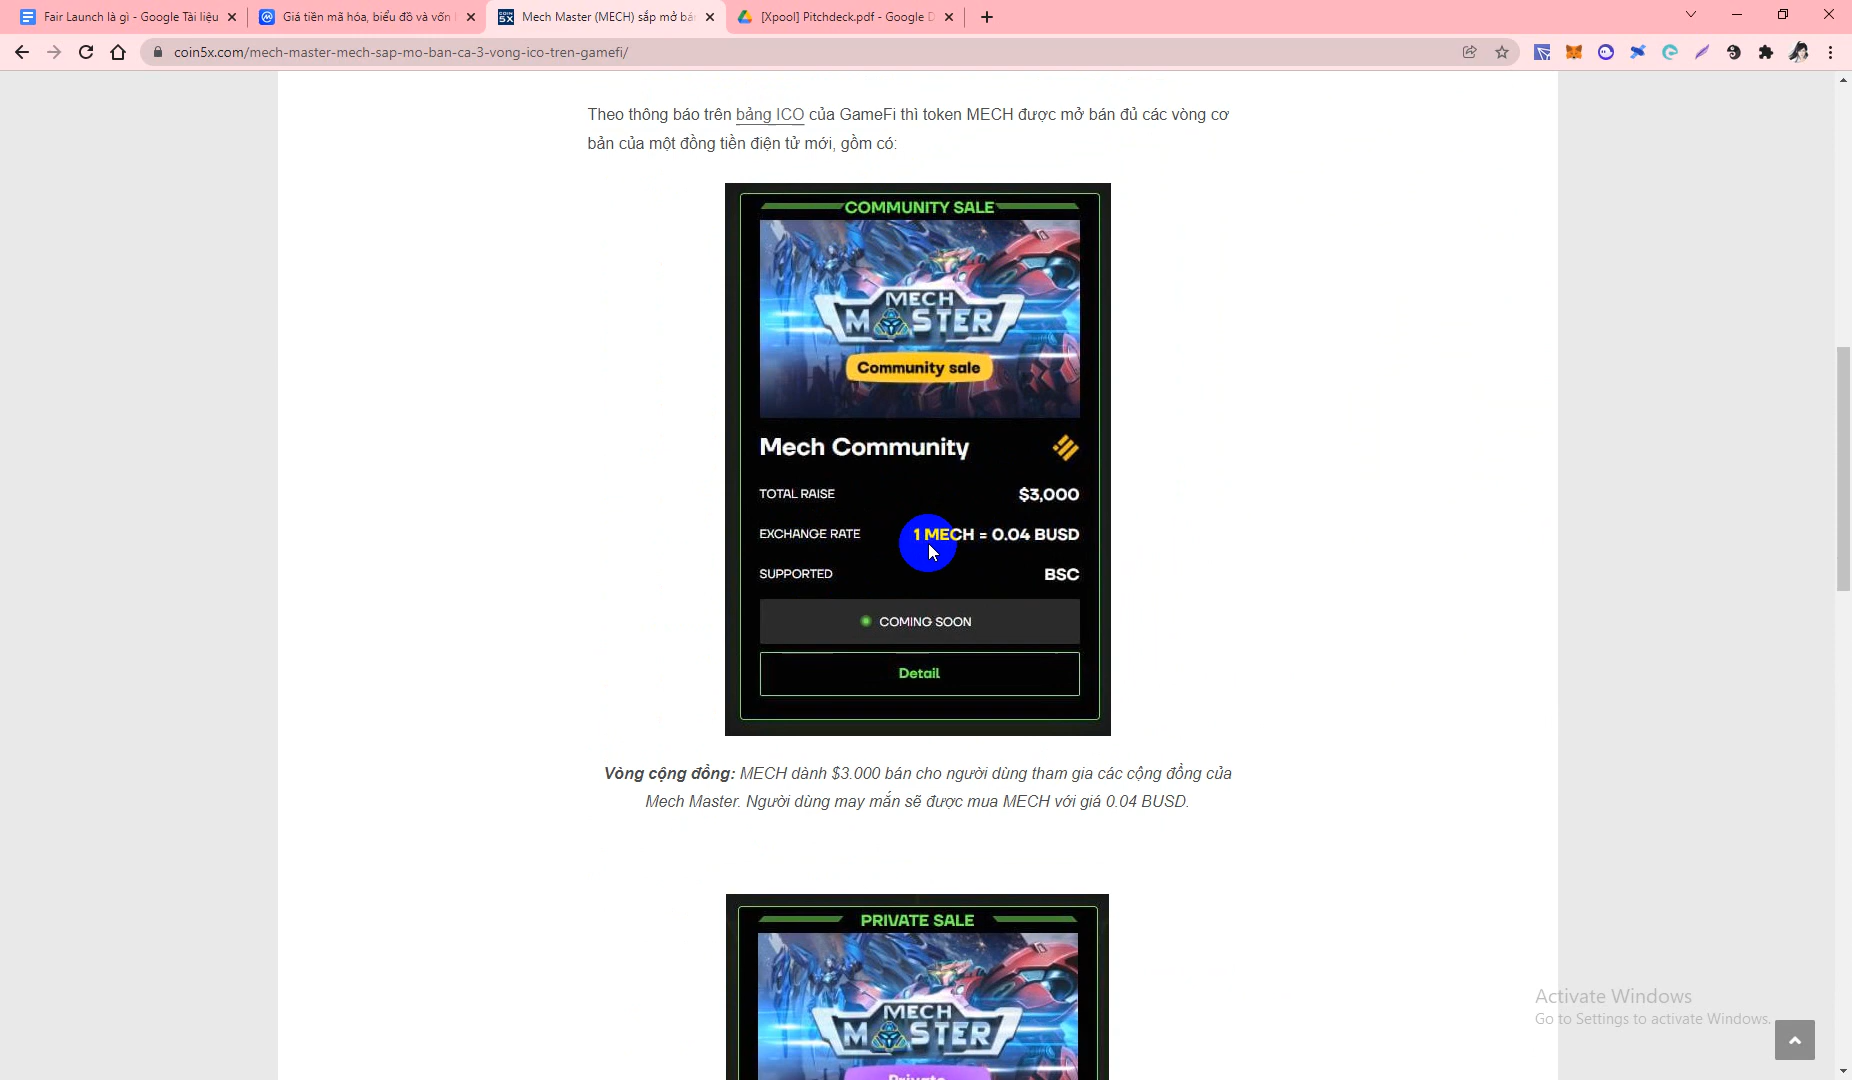 Fair Launch là gì - Google Tài liệu
Giá tiền mã hóa, biểu đồ và vốn
Mech Master (MECH) sắp mở bá
[Xpool] Pitchdeck.pdf - Google D
coin5x.com/mech-master-mech-sap-mo-ban-ca-3-vong-ico-tren-gamefi/
Theo thông báo trên bảng ICO của GameFi thì token MECH được mở bán đủ các vòng cơ
bản của một đồng tiền điện tử mới, gồm có:
COMMUNITY SALE
MECH
MASTER
Community sale
Mech Community
TOTAL RAISE $3,000
EXCHANGE RATE 1 MECH = 0.04 BUSD
SUPPORTED BSC
COMING SOON
Detail
Vòng cộng đồng: MECH dành $3.000 bán cho người dùng tham gia các cộng đồng của
Mech Master. Người dùng may mắn sẽ được mua MECH với giá 0.04 BUSD.
PRIVATE SALE
MECH
MASTER
Private
Activate Windows
Go to Settings to activate Windows.